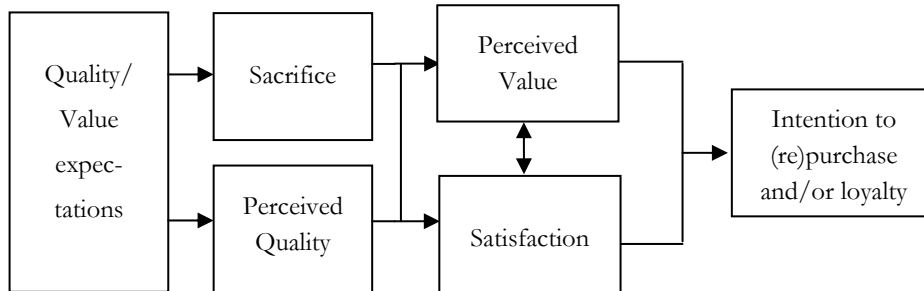 Quality/
Value
expec-
tations
Sacrifice
Perceived
Quality
Perceived
Value
Satisfaction
Intention to
(re)purchase
and/or loyalty